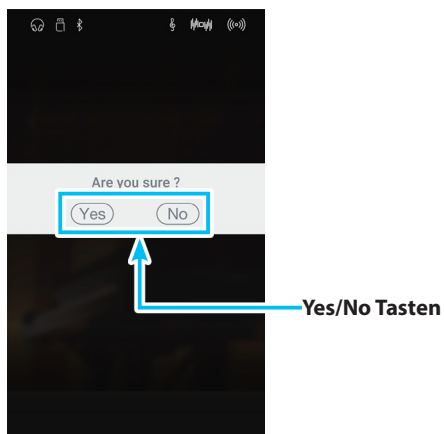 Are you sure ?
Yes No
Yes/No Tasten